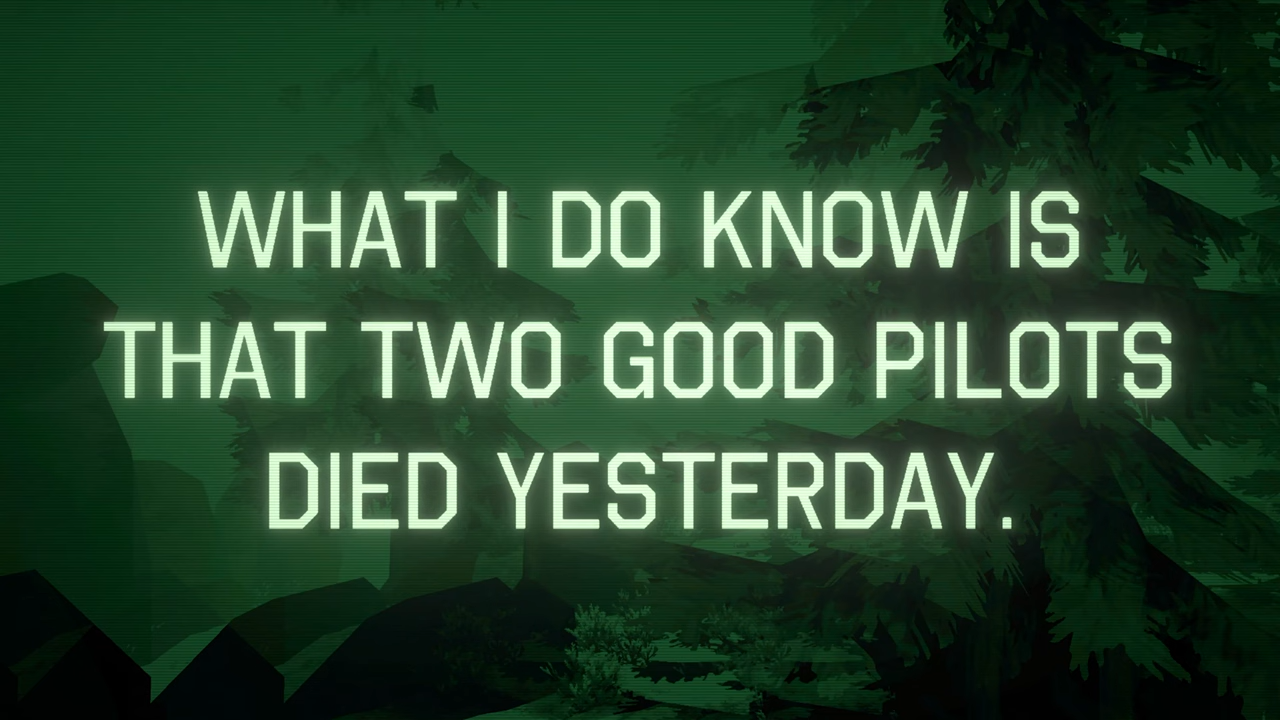 WHAT I DO KNOW IS
THAT TWO GOOD PILOTS
DIED YESTERDAY.